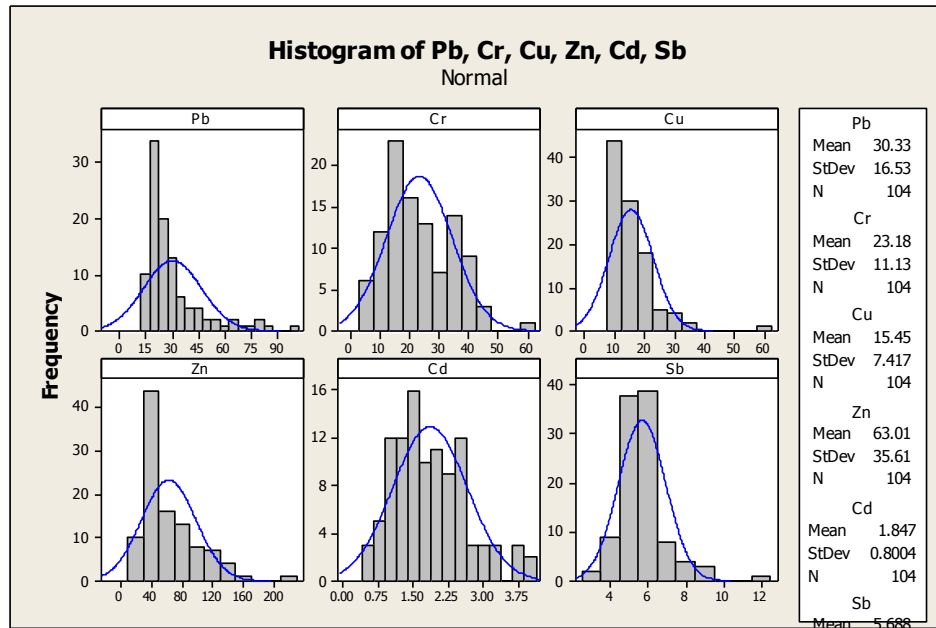 Histogram of Pb, Cr, Cu, Zn, Cd, Sb
Normal
Frequency
Pb
30
20
10
0
0 15 30 45 60 75 90
Cr
20
15
10
5
0
0 10 20 30 40 50 60
Cu
40
30
20
10
0
0 10 20 30 40 50 60
Zn
40
30
20
10
0
0 40 80 120 160 200
Cd
16
12
8
4
0
0.00 0.75 1.50 2.25 3.00 3.75
Sb
40
30
20
10
0
4 6 8 10 12
Pb
Mean 30.33
StDev 16.53
N 104
Cr
Mean 23.18
StDev 11.13
N 104
Cu
Mean 15.45
StDev 7.417
N 104
Zn
Mean 63.01
StDev 35.61
N 104
Cd
Mean 1.847
StDev 0.8004
N 104
Sb
Mean 5.688